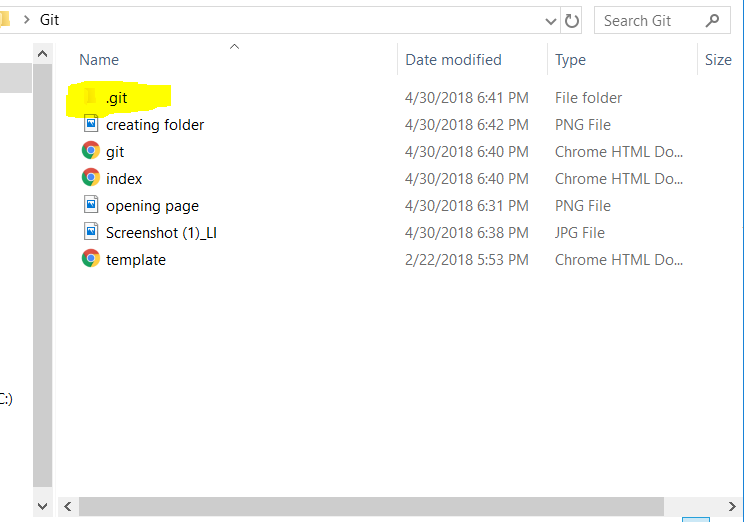 Git Search Git
Name Date modified Type Size
.git 4/30/2018 6:41 PM File folder
creating folder 4/30/2018 6:42 PM PNG File
git 4/30/2018 6:40 PM Chrome HTML Do...
index 4/30/2018 6:40 PM Chrome HTML Do...
opening page 4/30/2018 6:31 PM PNG File
Screenshot (1)_LI 4/30/2018 6:38 PM JPG File
template 2/22/2018 5:53 PM Chrome HTML Do...
C:)